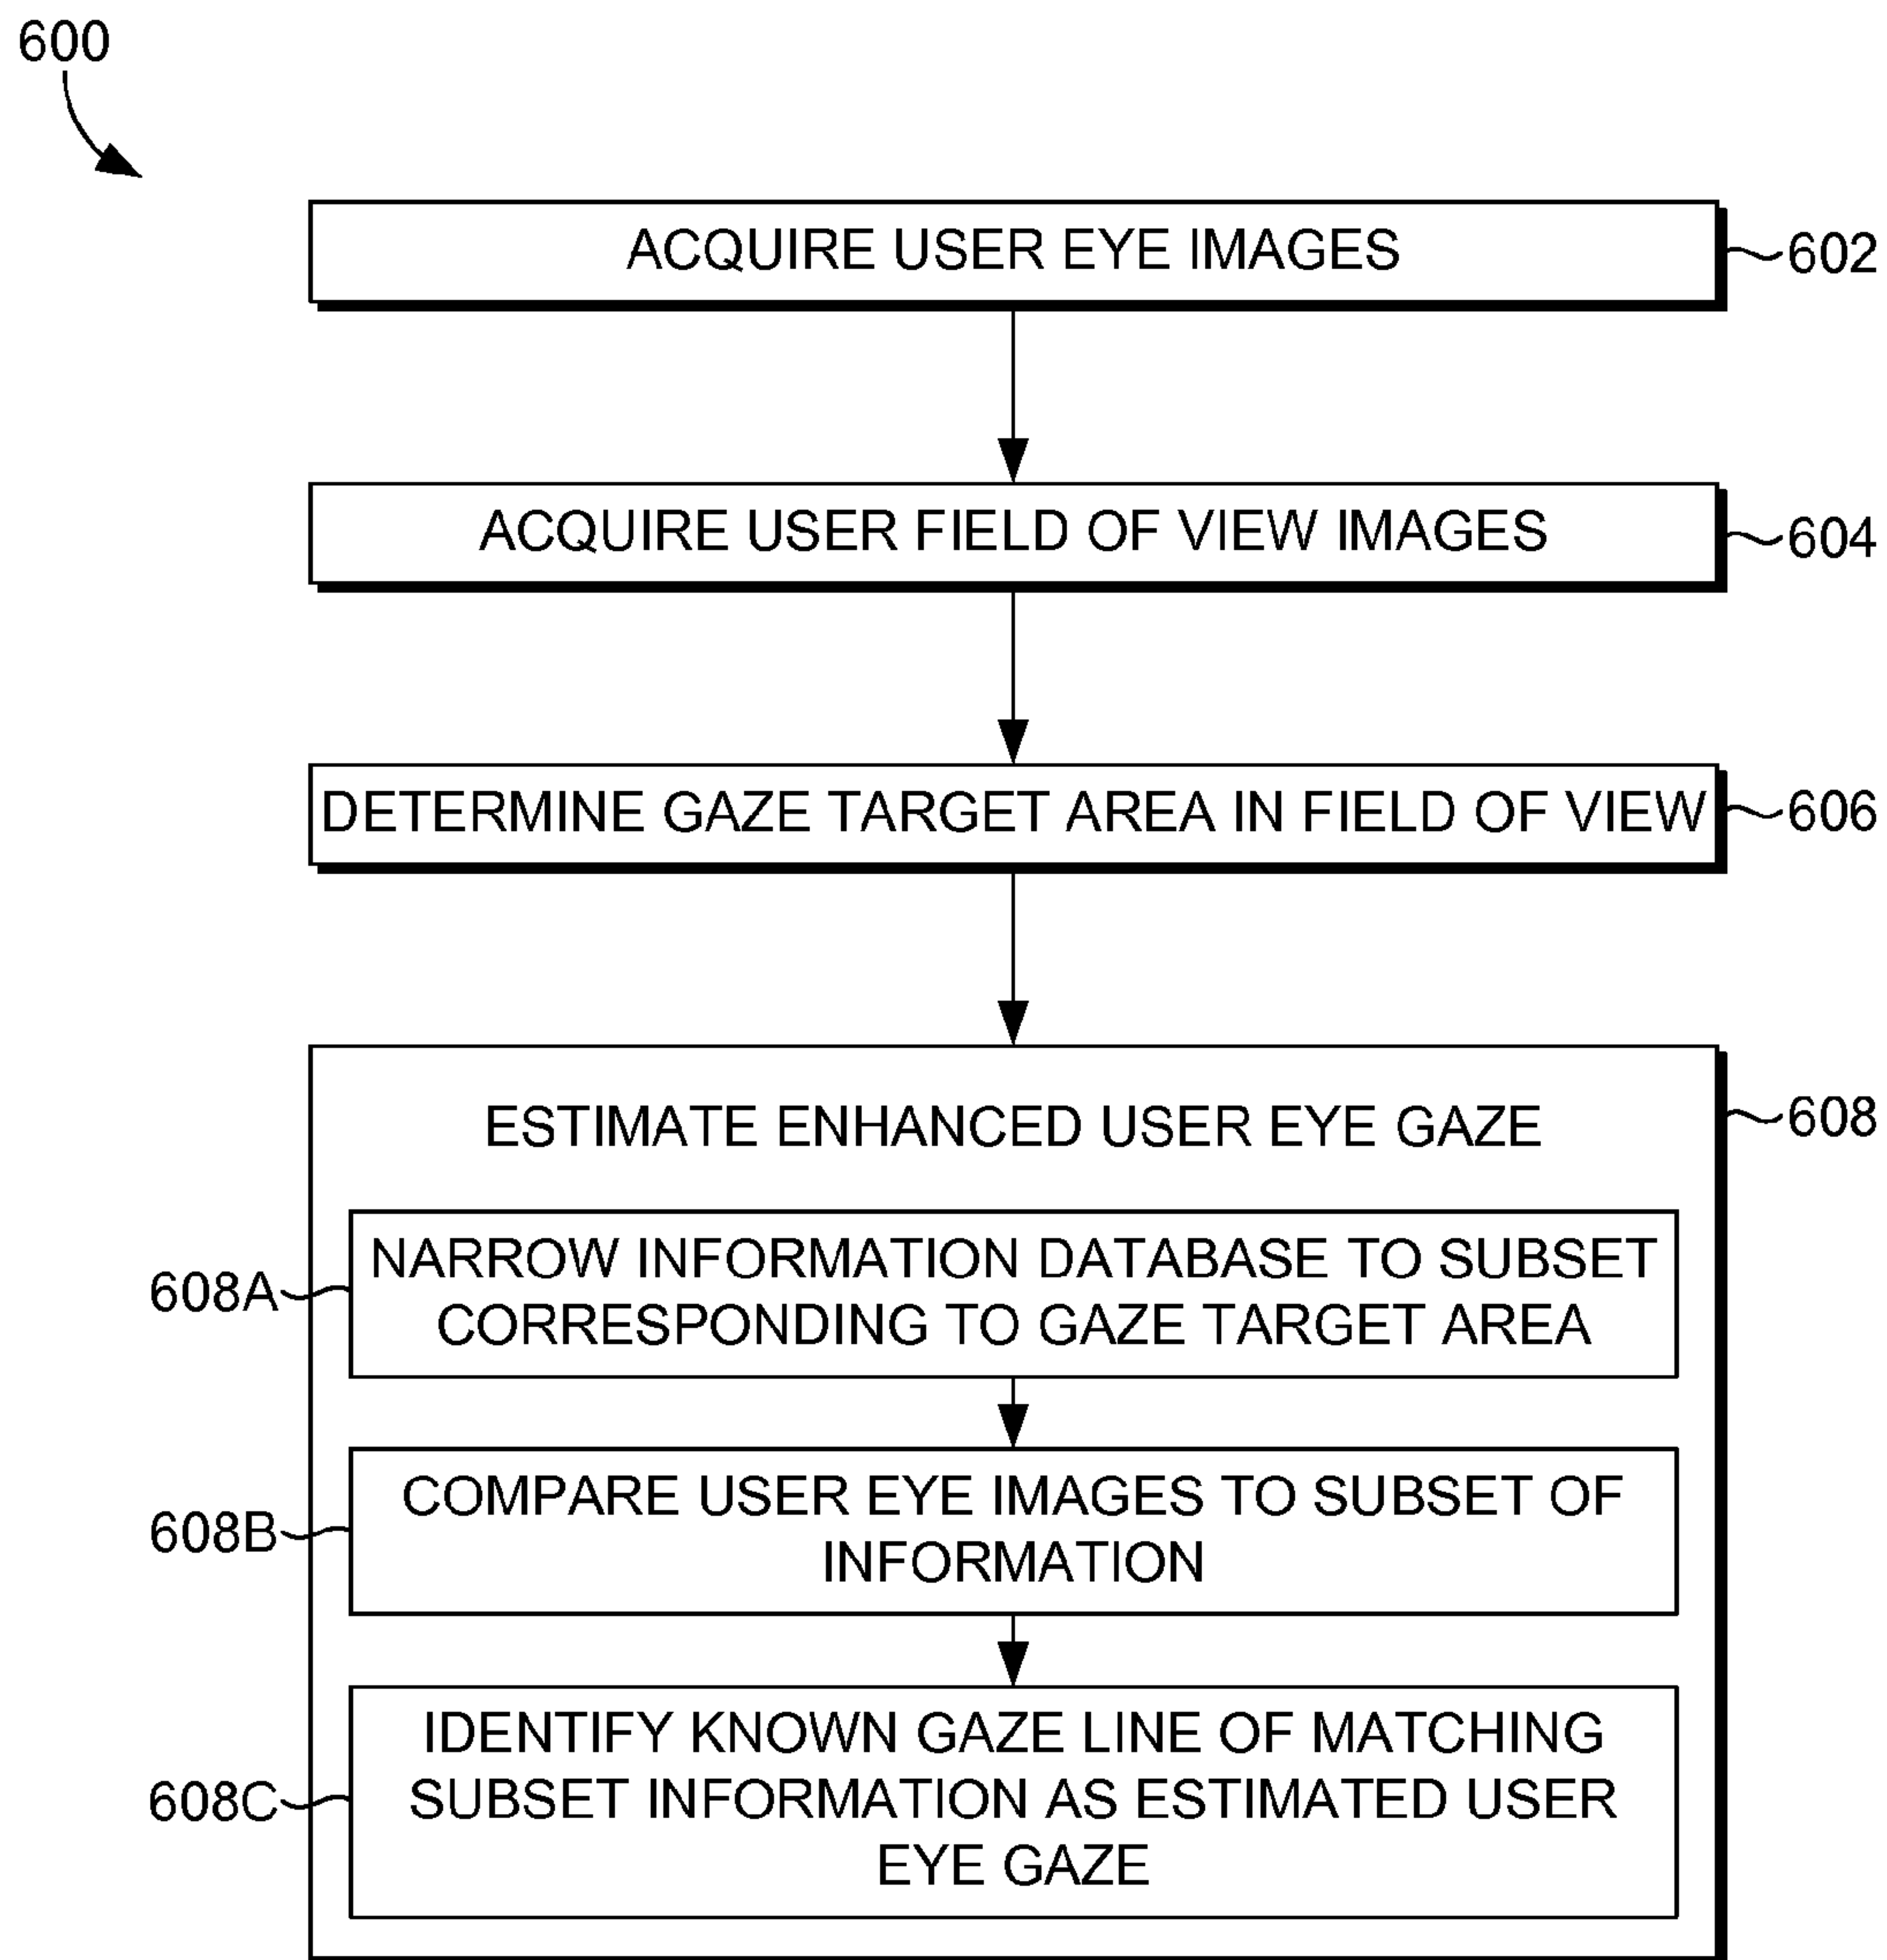 600
ACQUIRE USER EYE IMAGES
602
ACQUIRE USER FIELD OF VIEW IMAGES
604
DETERMINE GAZE TARGET AREA IN FIELD OF VIEW
606
ESTIMATE ENHANCED USER EYE GAZE
608
608A
NARROW INFORMATION DATABASE TO SUBSET
CORRESPONDING TO GAZE TARGET AREA
608B
COMPARE USER EYE IMAGES TO SUBSET OF
INFORMATION
608C
IDENTIFY KNOWN GAZE LINE OF MATCHING
SUBSET INFORMATION AS ESTIMATED USER
EYE GAZE